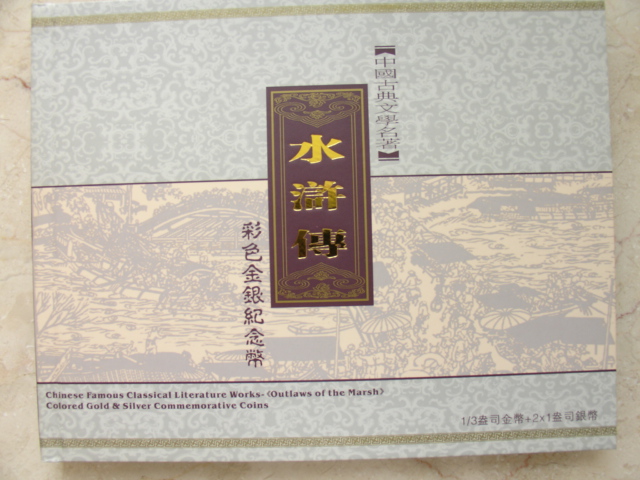 【中國古典文學名著】
水滸傳
彩色金銀紀念幣
Chinese Famous Classical Literature Works-《Outlaws of the Marsh》
Colored Gold & Silver Commemorative Coins
1/3盎司金幣+2x1盎司銀幣